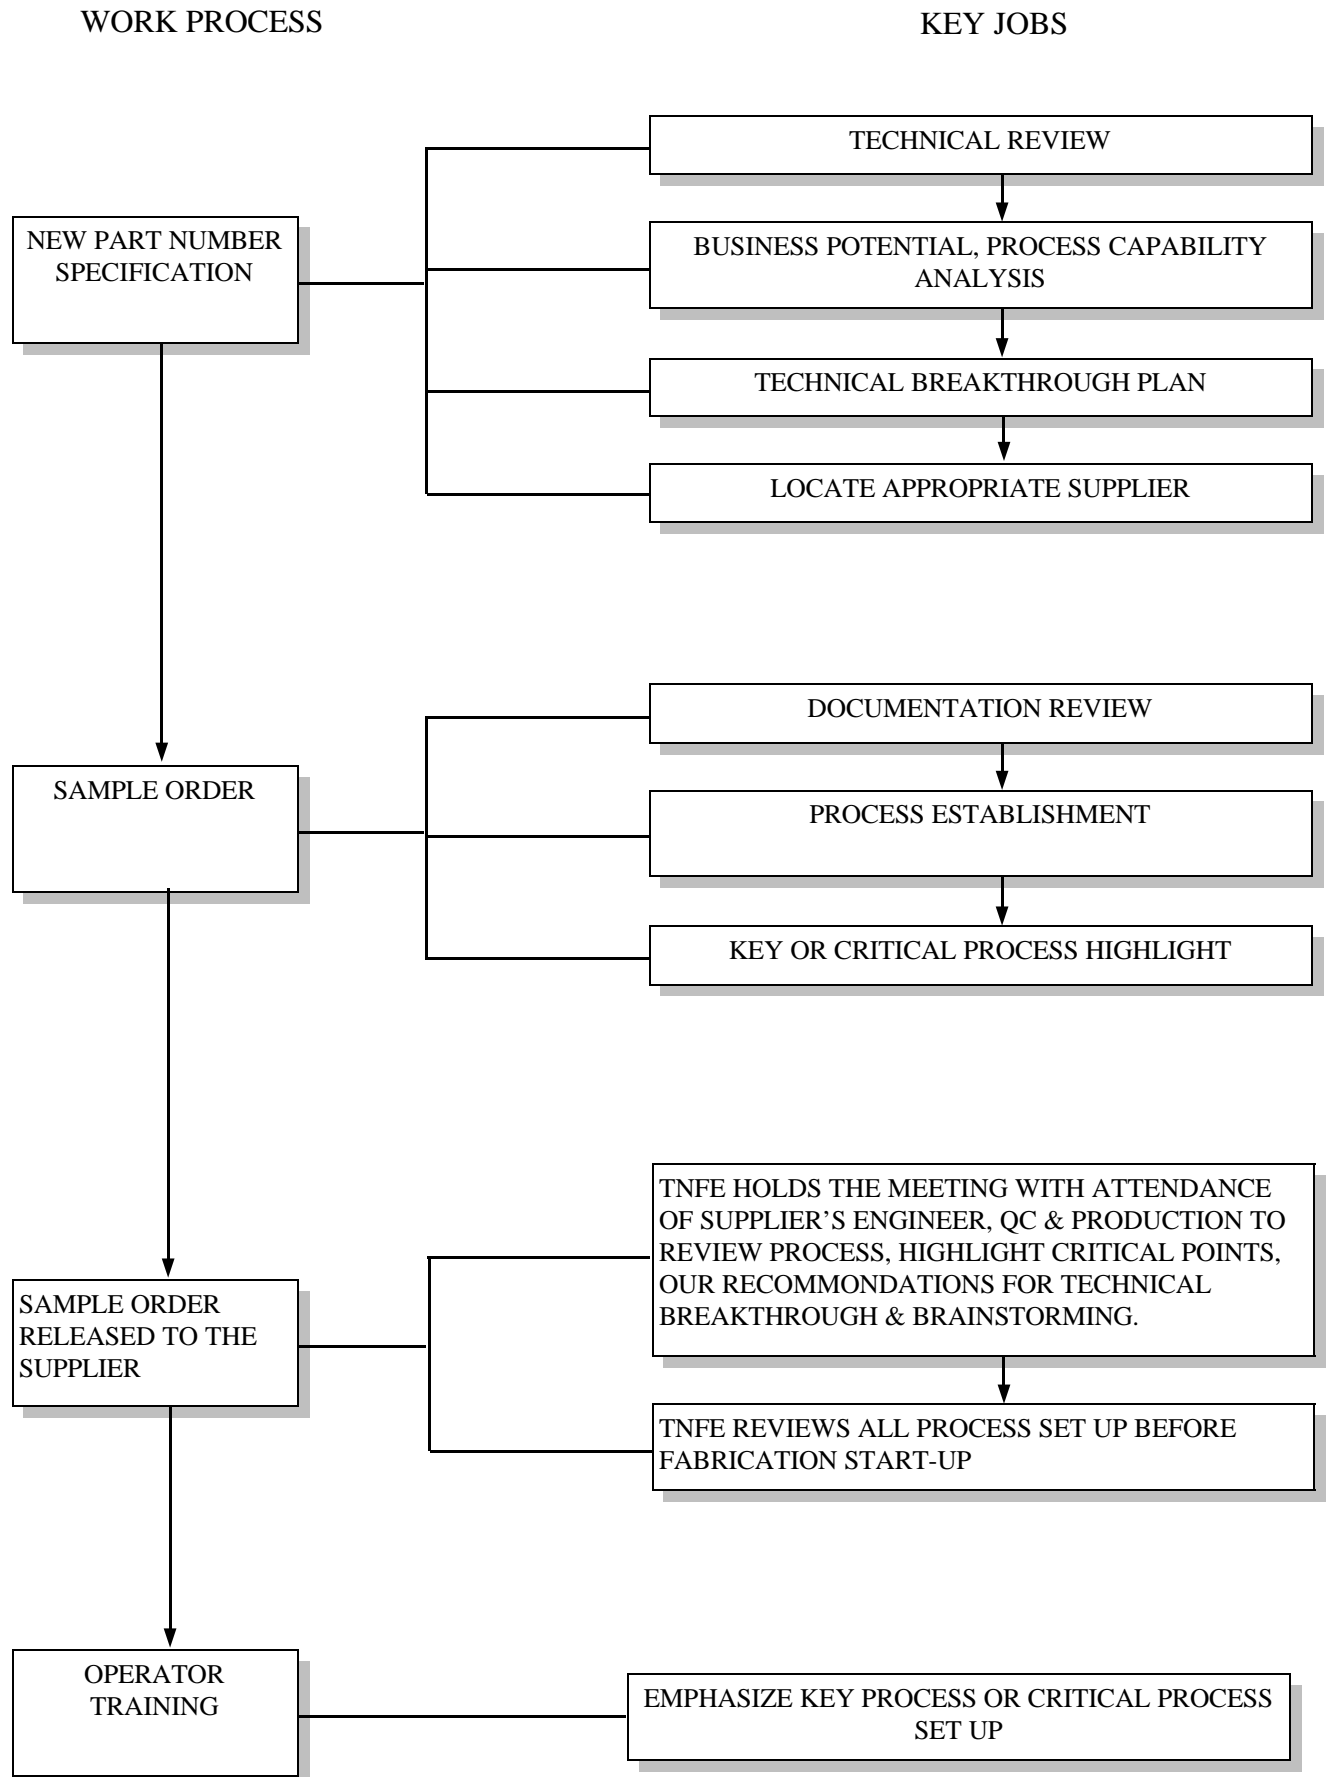 WORK PROCESS
KEY JOBS
TECHNICAL REVIEW
NEW PART NUMBER
SPECIFICATION
BUSINESS POTENTIAL, PROCESS CAPABILITY
ANALYSIS
TECHNICAL BREAKTHROUGH PLAN
LOCATE APPROPRIATE SUPPLIER
DOCUMENTATION REVIEW
SAMPLE ORDER
PROCESS ESTABLISHMENT
KEY OR CRITICAL PROCESS HIGHLIGHT
TNFE HOLDS THE MEETING WITH ATTENDANCE
OF SUPPLIER’S ENGINEER, QC & PRODUCTION TO
REVIEW PROCESS, HIGHLIGHT CRITICAL POINTS,
OUR RECOMMONDATIONS FOR TECHNICAL
BREAKTHROUGH & BRAINSTORMING.
SAMPLE ORDER
RELEASED TO THE
SUPPLIER
TNFE REVIEWS ALL PROCESS SET UP BEFORE
FABRICATION START-UP
OPERATOR
TRAINING
EMPHASIZE KEY PROCESS OR CRITICAL PROCESS
SET UP